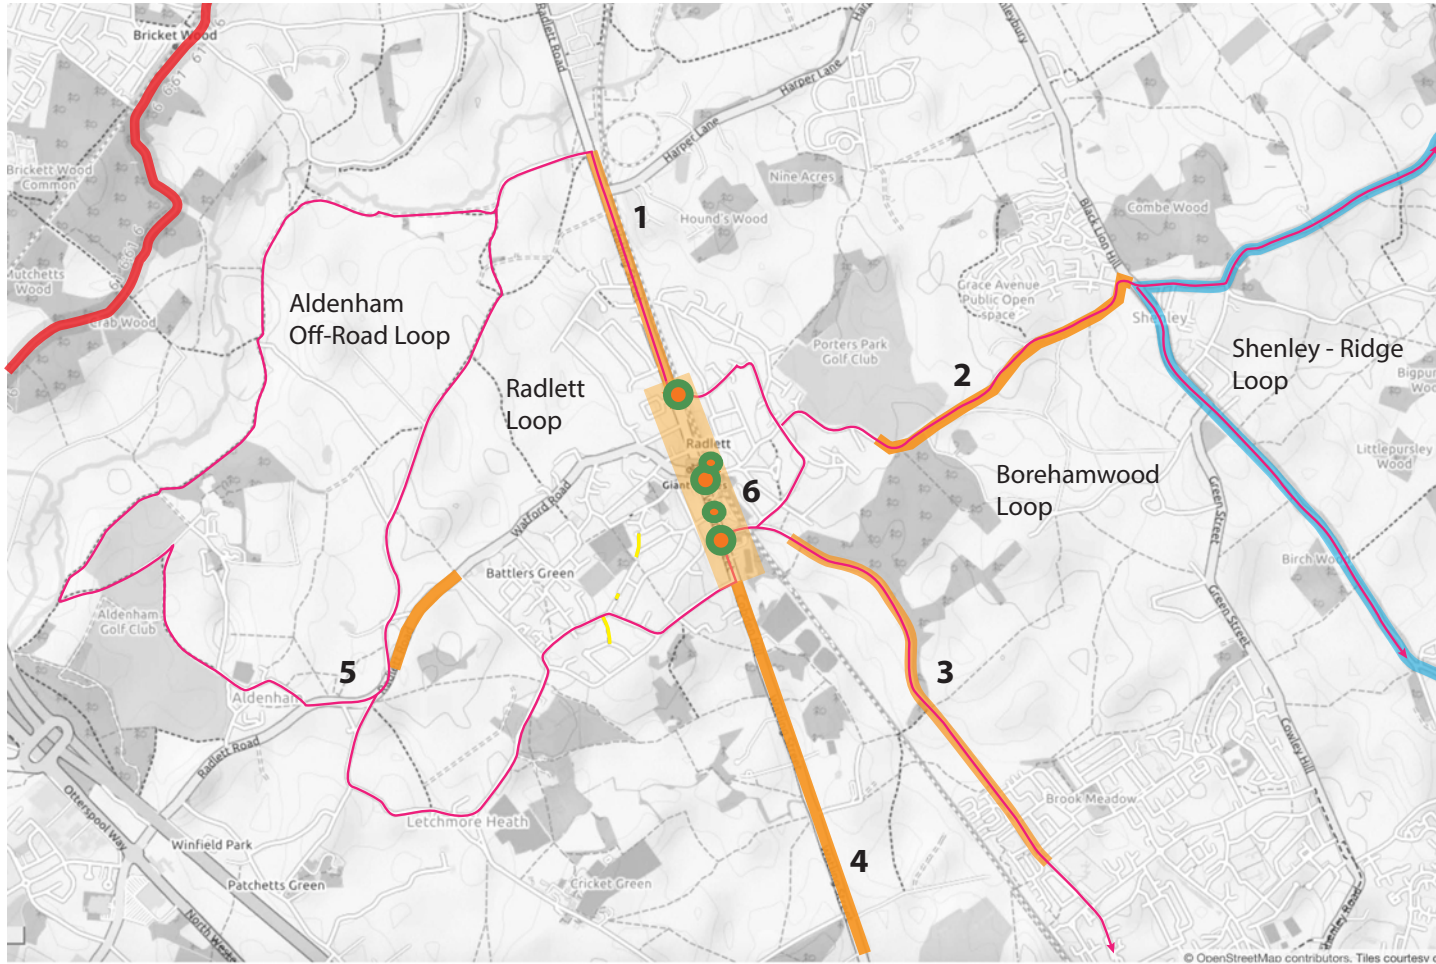 Bricket Wood
Radlett Road
Harper Lane
Harper Lane
Brickett Wood
Common
Nine Acres
Hound's Wood
1
Combe Wood
Black Lion Hill
Mutchetts
Wood
Crab Wood
Aldenham
Off-Road Loop
Grace Avenue
Public Open
space
Shenley
Porters Park
Golf Club
2
Shenley - Ridge
Loop
Radlett
Loop
Radlett
6
Watford Road
Borehamwood
Loop
Littlepursley
Wood
Green Street
Battlers Green
Birch Wood
Green Street
Aldenham
Golf Club
5
3
Aldenham
Radlett Road
Cowley Hill
Otterspool Way
Brook Meadow
Letchmore Heath
Winfield Park
4
Patchetts Green
Cricket Green
North
© OpenStreetMap contributors. Tiles courtesy